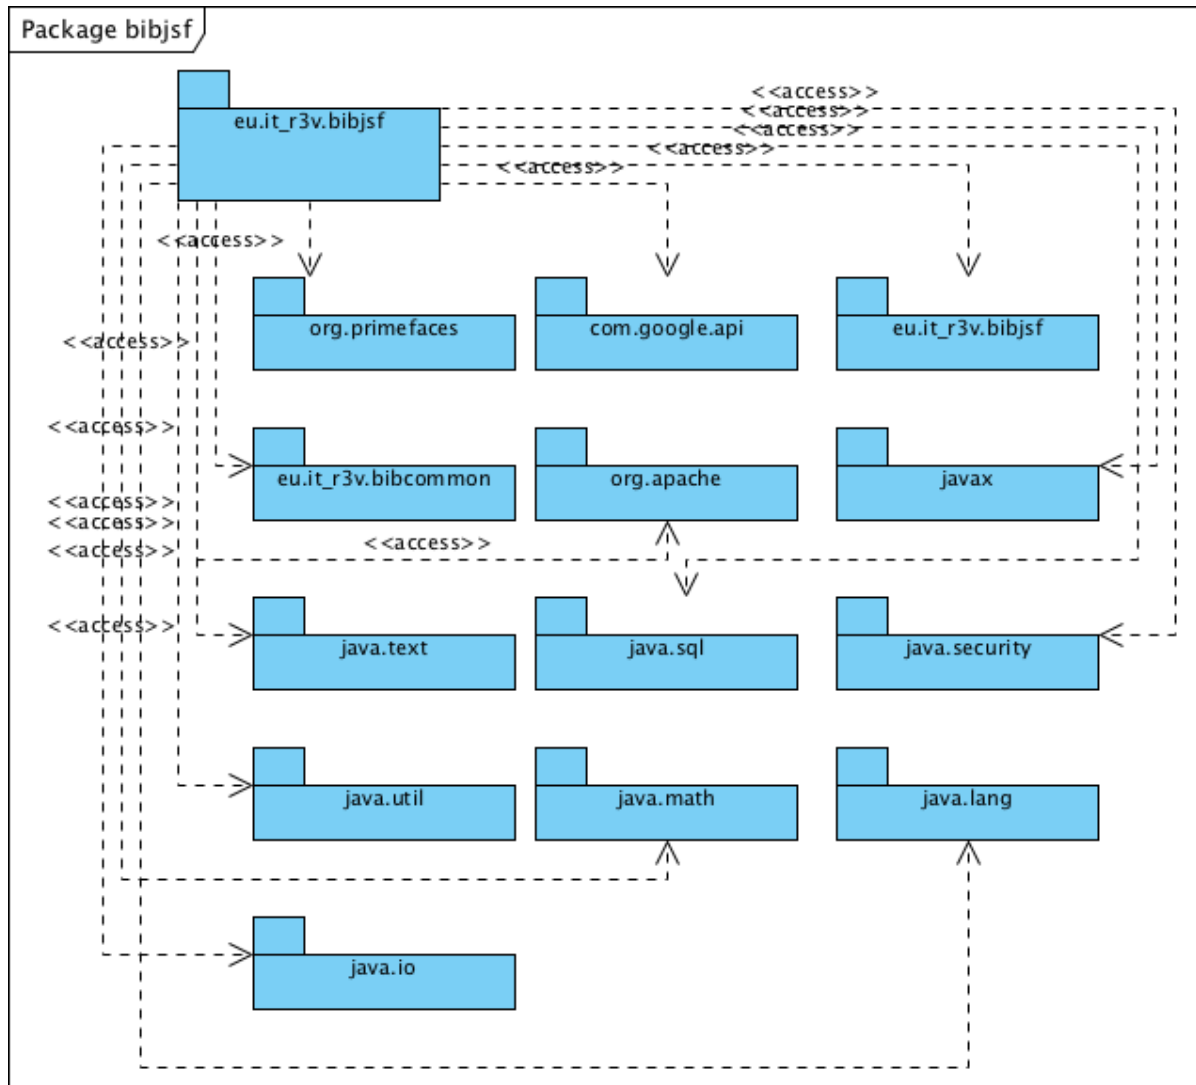 Package bibjsf
<<access>>
<<access>>
eu.it_r3v.bibjsf
<<access>>
<<access>>
<<access>>
<<access>>
org.primefaces
com.google.api
eu.it_r3v.bibjsf
<<access>>
<<access>>
eu.it_r3v.bibcommon
org.apache
javax
<<access>>
<<access>>
<<access>>
<<access>>
<<access>>
java.text
java.sql
java.security
java.util
java.math
java.lang
java.io